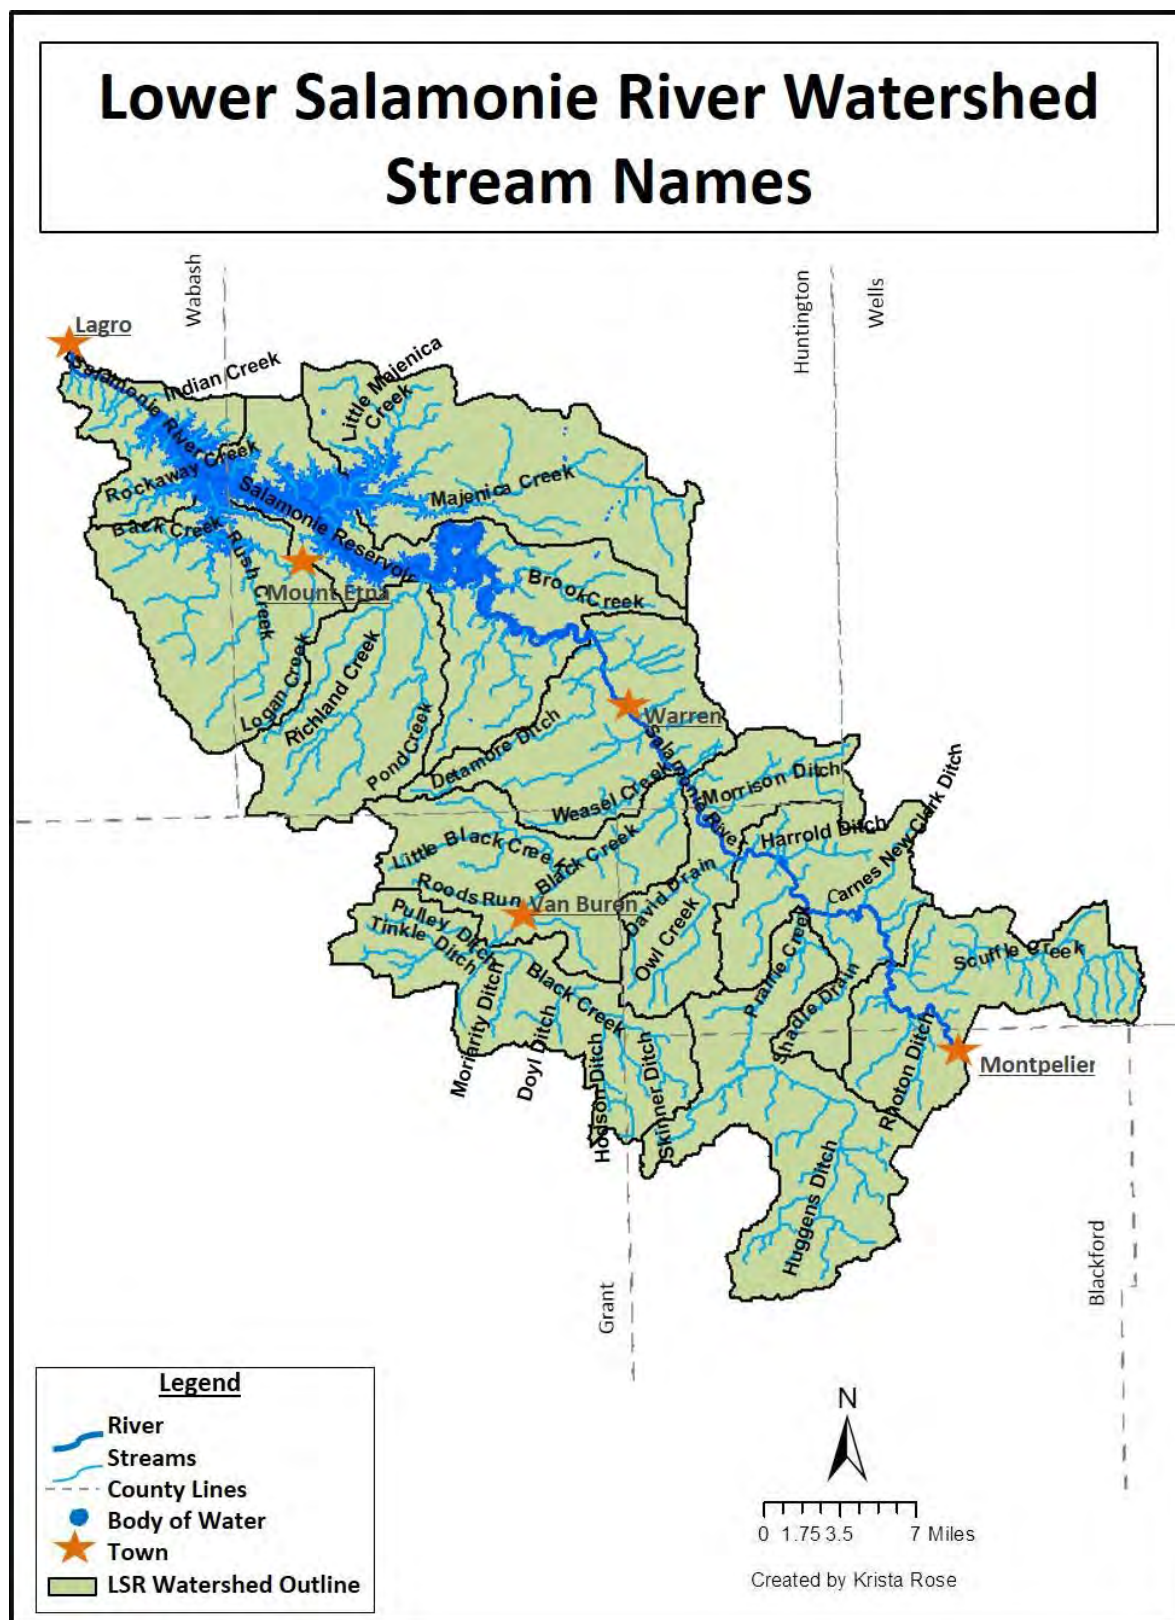 Lower Salamonie River Watershed
Stream Names
Wabash
Huntington
Wells
Lagro
Salamonie River
Indian Creek
Little Majenica
Creek
Rockaway Creek
Salamonie Reservoir
Majenica Creek
Back Creek
Rush Creek
Mount Etna
Brook Creek
Logan Creek
Richland Creek
Pond Creek
Detamore Ditch
Warren
Salamonie River
Weasel Creek
Morrison Ditch
Harrold Ditch
Carnes New Clark Ditch
Little Black Creek
Black Creek
Roods Run
Van Buren
David Drain
Owl Creek
Pulley Ditch
Tinkle Ditch
Prairie Creek
Shadle Drain
Scuffle Creek
Moriarity Ditch
Doyl Ditch
Black Creek
Hodson Ditch
Skinner Ditch
Rhoton Ditch
Montpelier
Huggens Ditch
Grant
Blackford
Legend
River
Streams
County Lines
Body of Water
Town
LSR Watershed Outline
N
0 1.75 3.5 7 Miles
Created by Krista Rose